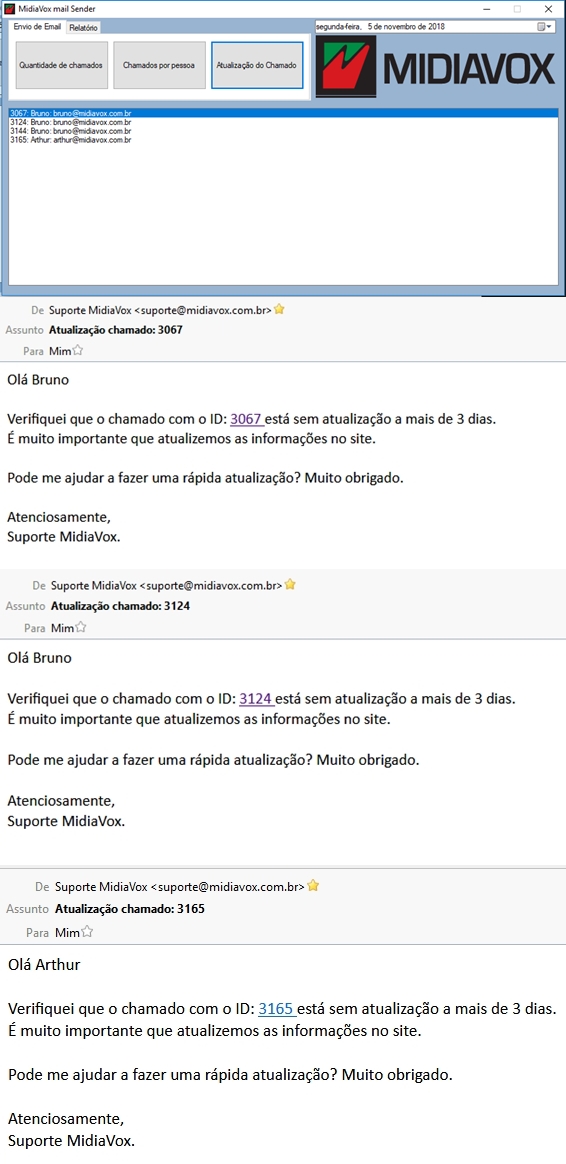 MidiaVox mail Sender
Envio de Email
Relatório
segunda-feira, 5 de novembro de 2018
Quantidade de chamados
Chamados por pessoa
Atualização do Chamado
MIDIAVOX
3067: Bruno: bruno@midiavox.com.br
3124: Bruno: bruno@midiavox.com.br
3144: Bruno: bruno@midiavox.com.br
3165: Arthur: arthur@midiavox.com.br
De Suporte MidiaVox <suporte@midiavox.com.br>
Assunto Atualização chamado: 3067
Para Mim
Olá Bruno
Verifiquei que o chamado com o ID: 3067 está sem atualização a mais de 3 dias.
É muito importante que atualizemos as informações no site.
Pode me ajudar a fazer uma rápida atualização? Muito obrigado.
Atenciosamente,
Suporte MidiaVox.
De Suporte MidiaVox <suporte@midiavox.com.br>
Assunto Atualização chamado: 3124
Para Mim
Olá Bruno
Verifiquei que o chamado com o ID: 3124 está sem atualização a mais de 3 dias.
É muito importante que atualizemos as informações no site.
Pode me ajudar a fazer uma rápida atualização? Muito obrigado.
Atenciosamente,
Suporte MidiaVox.
De Suporte MidiaVox <suporte@midiavox.com.br>
Assunto Atualização chamado: 3165
Para Mim
Olá Arthur
Verifiquei que o chamado com o ID: 3165 está sem atualização a mais de 3 dias.
É muito importante que atualizemos as informações no site.
Pode me ajudar a fazer uma rápida atualização? Muito obrigado.
Atenciosamente,
Suporte MidiaVox.